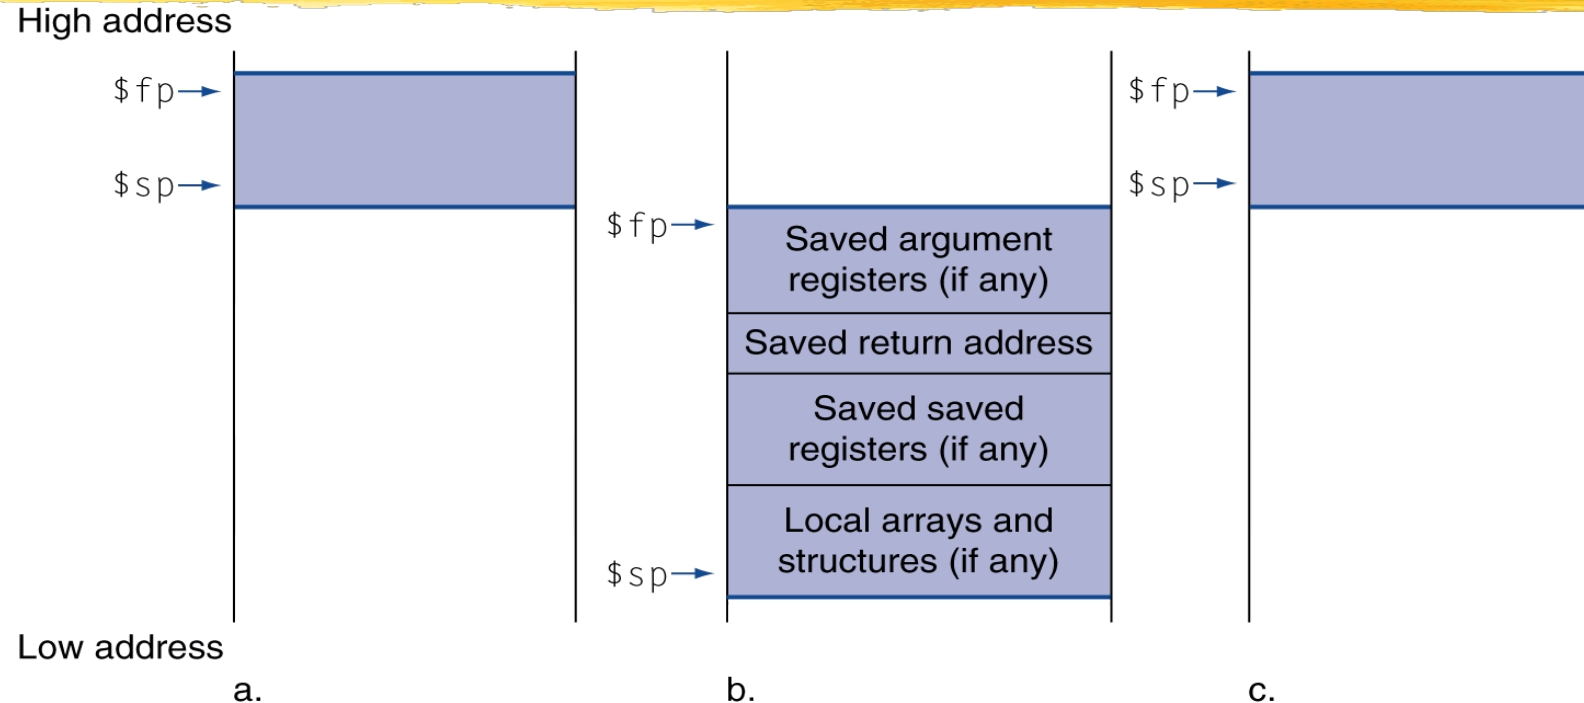 High address
$fp
$sp
$fp
Saved argument
registers (if any)
Saved return address
Saved saved
registers (if any)
Local arrays and
structures (if any)
$sp
$fp
$sp
Low address
a.
b.
c.